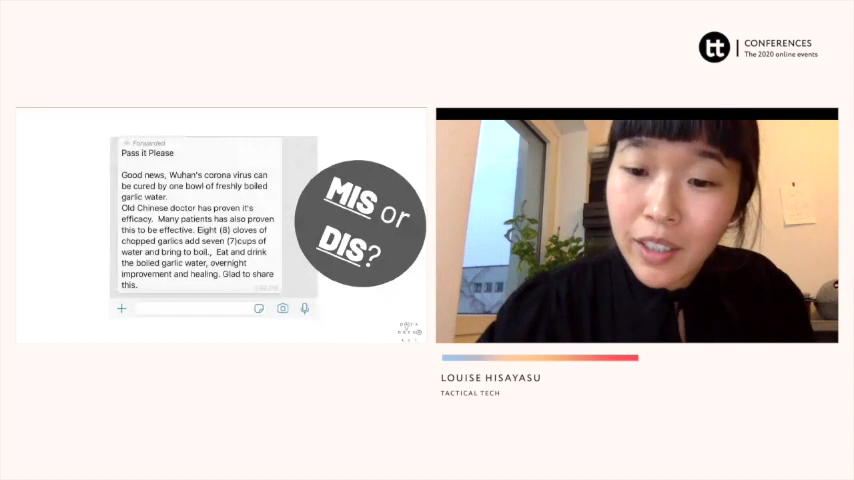 tt
CONFERENCES
The 2020 online events
Forwarded
Pass it Please
Good news, Wuhan's corona virus can
be cured by one bowl of freshly boiled
garlic water.
Old Chinese doctor has proven it's
efficacy. Many patients has also proven
this to be effective. Eight (8) cloves of
chopped garlics add seven (7)cups of
water and bring to boil., Eat and drink
the boiled garlic water, overnight
improvement and healing. Glad to share
this.
MIS or
DIS?
LOUISE HISAYASU
TACTICAL TECH